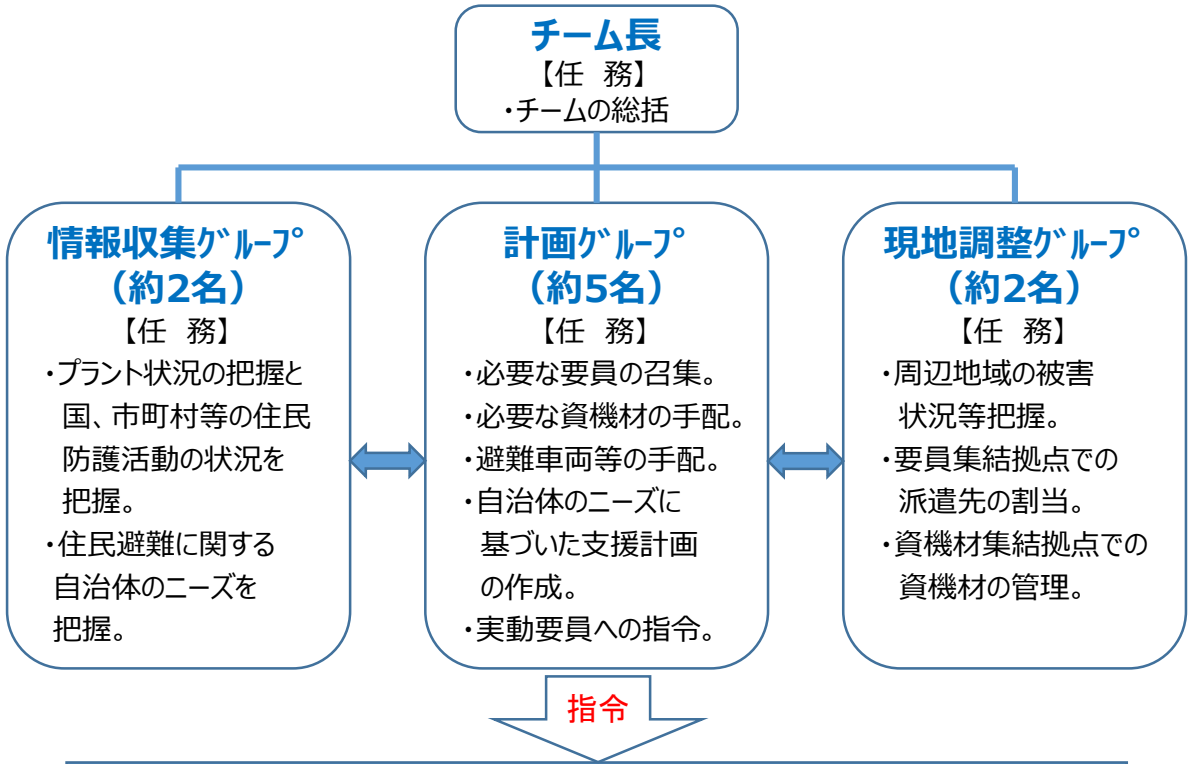 チーム長
【任　務】
・チームの総括
情報収集ｸﾞﾙｰﾌﾟ
（約2名）
【任　務】
・プラント状況の把握と
国、市町村等の住民
防護活動の状況を
把握。
・住民避難に関する
自治体のニーズを
把握。
計画ｸﾞﾙｰﾌﾟ
（約5名）
【任　務】
・必要な要員の召集。
・必要な資機材の手配。
・避難車両等の手配。
・自治体のニーズに
基づいた支援計画
の作成。
・実動要員への指令。
現地調整ｸﾞﾙｰﾌﾟ
（約2名）
【任　務】
・周辺地域の被害
状況等把握。
・要員集結拠点での
派遣先の割当。
・資機材集結拠点での
資機材の管理。
指令